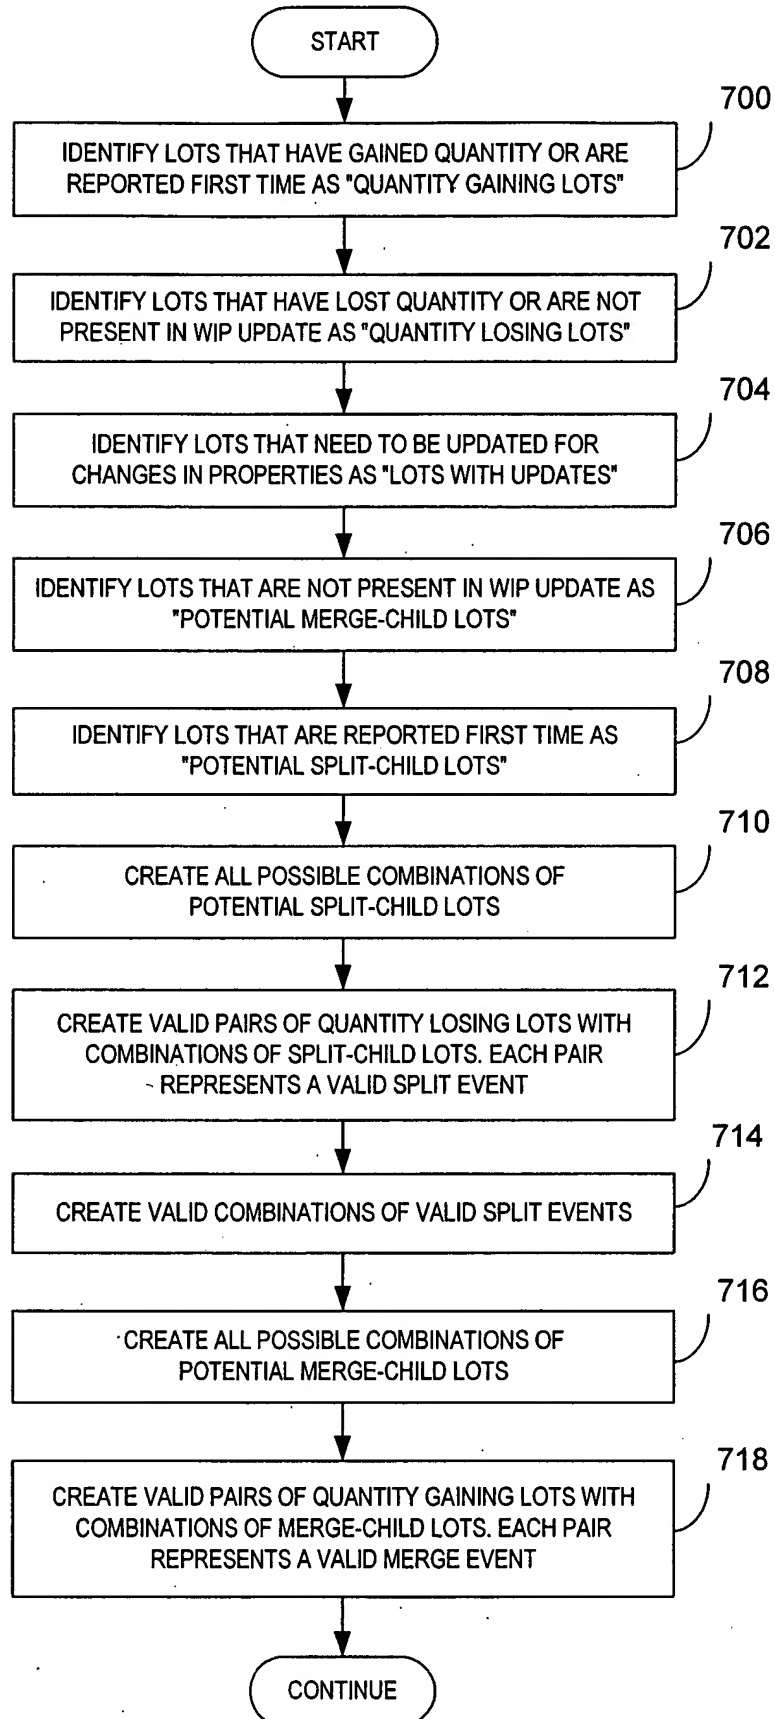 START
700
IDENTIFY LOTS THAT HAVE GAINED QUANTITY OR ARE
REPORTED FIRST TIME AS "QUANTITY GAINING LOTS"
702
IDENTIFY LOTS THAT HAVE LOST QUANTITY OR ARE NOT
PRESENT IN WIP UPDATE AS "QUANTITY LOSING LOTS"
704
IDENTIFY LOTS THAT NEED TO BE UPDATED FOR
CHANGES IN PROPERTIES AS "LOTS WITH UPDATES"
706
IDENTIFY LOTS THAT ARE NOT PRESENT IN WIP UPDATE AS
"POTENTIAL MERGE-CHILD LOTS"
708
IDENTIFY LOTS THAT ARE REPORTED FIRST TIME AS
"POTENTIAL SPLIT-CHILD LOTS"
710
CREATE ALL POSSIBLE COMBINATIONS OF
POTENTIAL SPLIT-CHILD LOTS
712
CREATE VALID PAIRS OF QUANTITY LOSING LOTS WITH
COMBINATIONS OF SPLIT-CHILD LOTS. EACH PAIR
REPRESENTS A VALID SPLIT EVENT
714
CREATE VALID COMBINATIONS OF VALID SPLIT EVENTS
716
CREATE ALL POSSIBLE COMBINATIONS OF
POTENTIAL MERGE-CHILD LOTS
718
CREATE VALID PAIRS OF QUANTITY GAINING LOTS WITH
COMBINATIONS OF MERGE-CHILD LOTS. EACH PAIR
REPRESENTS A VALID MERGE EVENT
CONTINUE